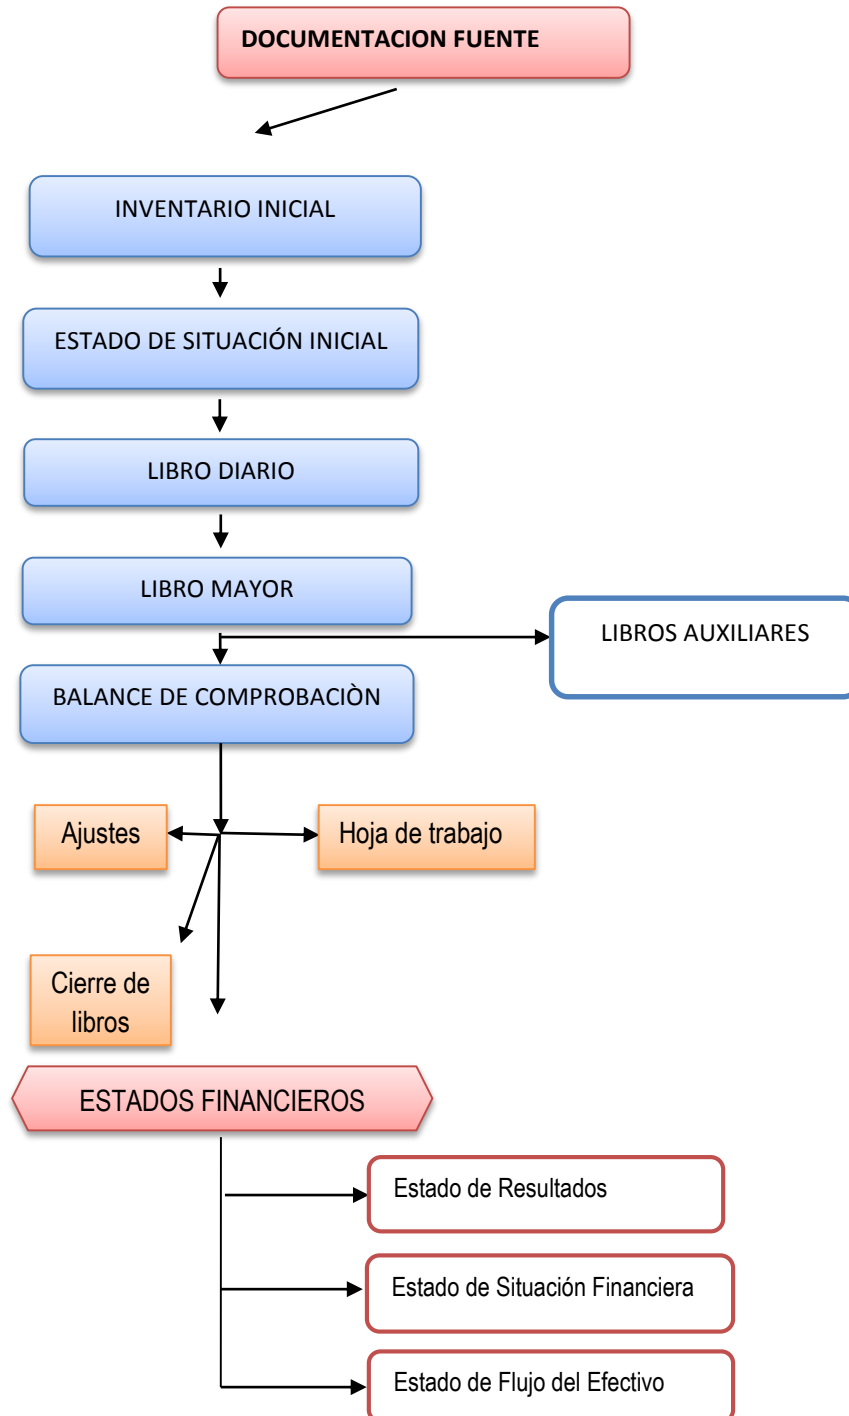 DOCUMENTACION FUENTE
INVENTARIO INICIAL
ESTADO DE SITUACIÓN INICIAL
LIBRO DIARIO
LIBRO MAYOR
LIBROS AUXILIARES
BALANCE DE COMPROBACIÒN
Ajustes
Hoja de trabajo
Cierre de
libros
ESTADOS FINANCIEROS
Estado de Resultados
Estado de Situación Financiera
Estado de Flujo del Efectivo